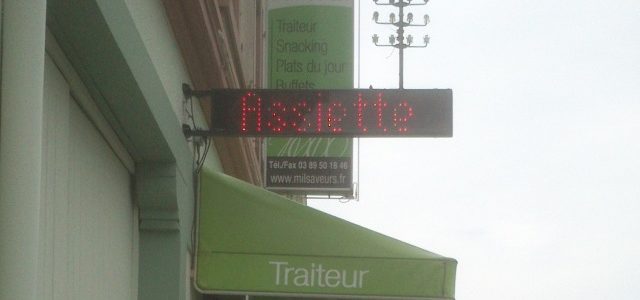 Traiteur
Snacking
Plats du jour
Buffets
Assiette
Tél./Fax 03 89 50 18 46
www.milsaveurs.fr
Traiteur